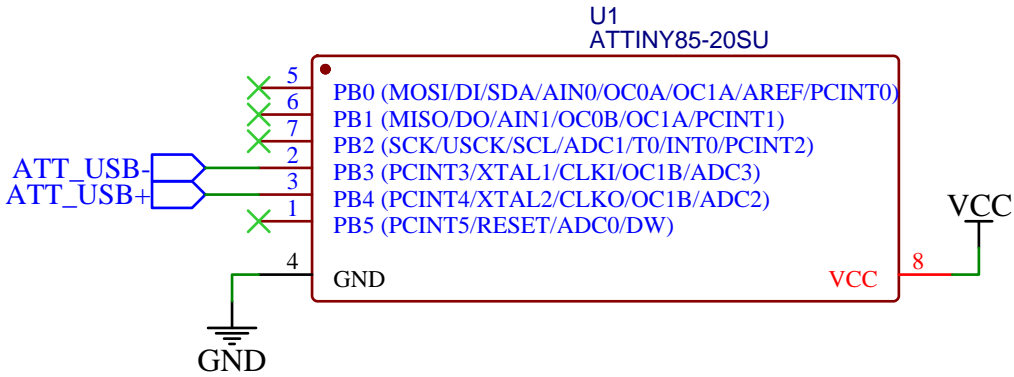 U1
ATTINY85-20SU
5 PB0 (MOSI/DI/SDA/AIN0/OC0A/OC1A/AREF/PCINT0)
6 PB1 (MISO/DO/AIN1/OC0B/OC1A/PCINT1)
7 PB2 (SCK/USCK/SCL/ADC1/T0/INT0/PCINT2)
ATT_USB- 2 PB3 (PCINT3/XTAL1/CLKI/OC1B/ADC3)
ATT_USB+ 3 PB4 (PCINT4/XTAL2/CLKO/OC1B/ADC2)
1 PB5 (PCINT5/RESET/ADC0/DW)
VCC
4 GND VCC 8
GND